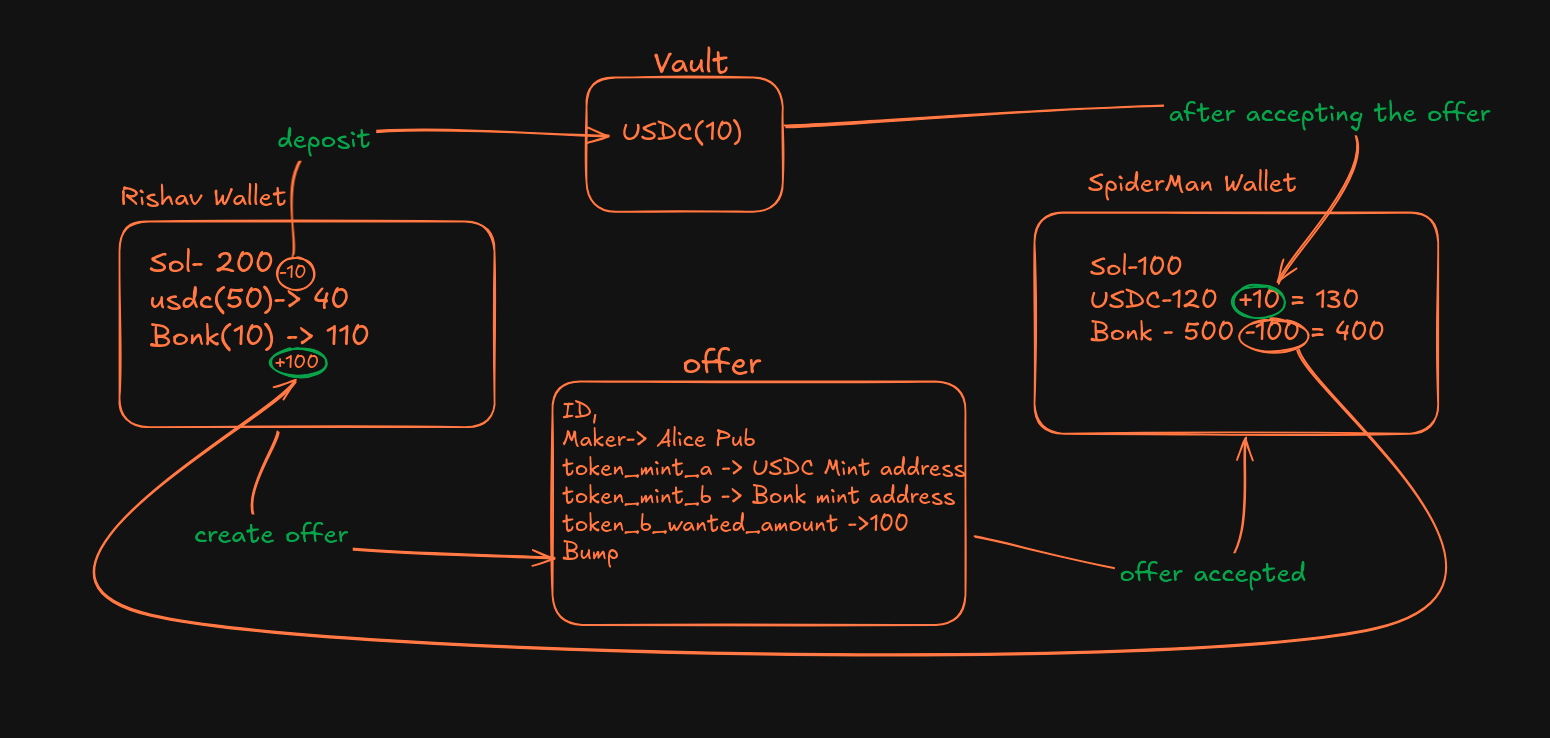 Vault
USDC(10)
deposit
after accepting the offer
Rishav Wallet
Sol- 200
-10
usdc(50)-> 40
Bonk(10) -> 110
+100
SpiderMan Wallet
Sol-100
USDC-120 +10 = 130
Bonk - 500 -100 = 400
offer
ID,
Maker-> Alice Pub
token_mint_a -> USDC Mint address
token_mint_b -> Bonk mint address
token_b_wanted_amount ->100
Bump
create offer
offer accepted